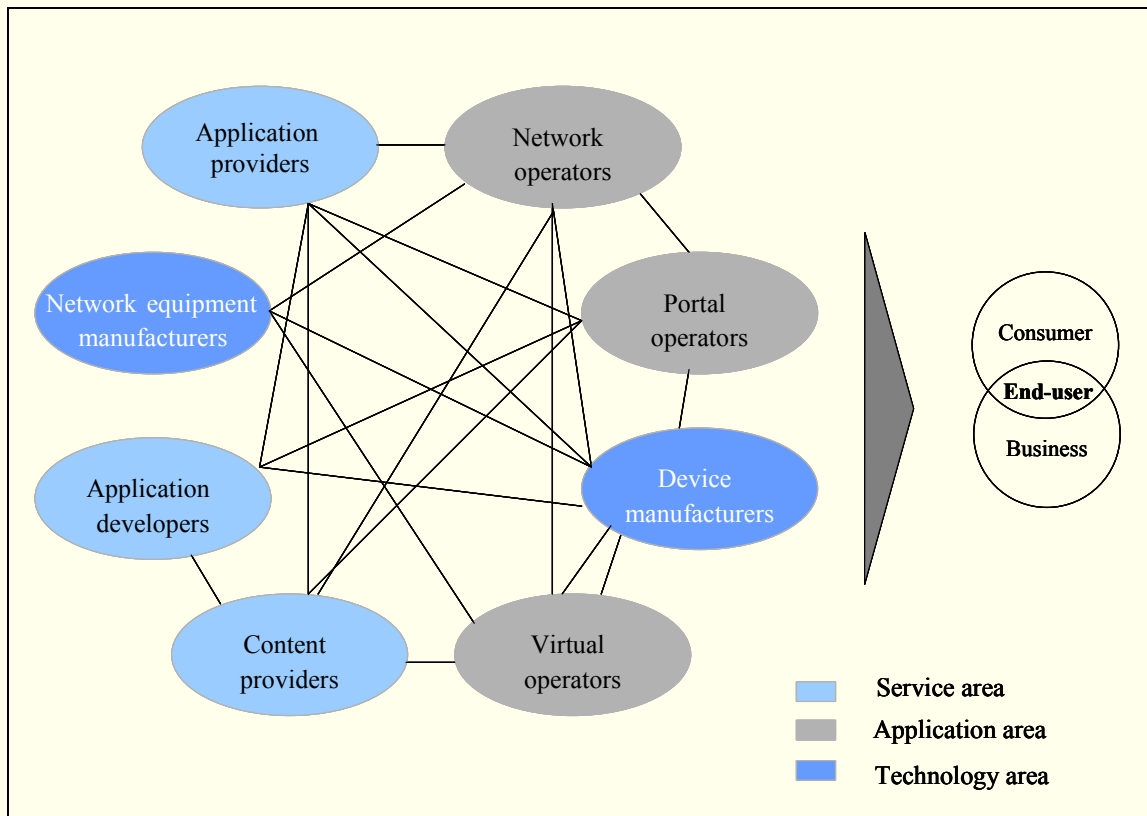 Application
providers
Network
operators
Network equipment
manufacturers
Portal
operators
Consumer
End-user
Business
Application
developers
Device
manufacturers
Content
providers
Virtual
operators
Service area
Application area
Technology area